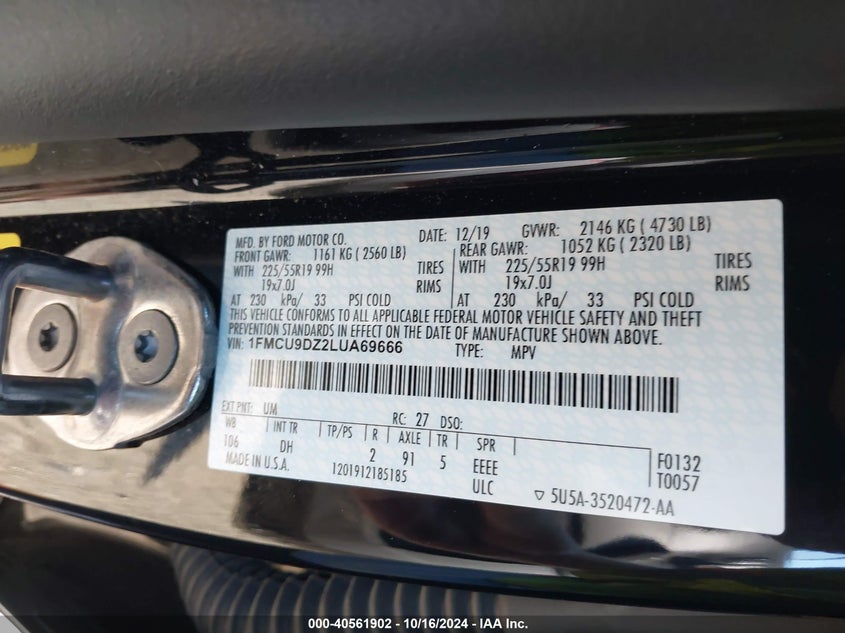 MFD. BY FORD MOTOR CO. DATE: 12/19 GVWR: 2146 KG ( 4730 LB)
FRONT GAWR: 1161 KG ( 2560 LB) REAR GAWR: 1052 KG ( 2320 LB)
WITH 225/55R19 99H TIRES WITH 225/55R19 99H TIRES
19x7.0J RIMS 19x7.0J RIMS
AT 230 kPa/ 33 PSI COLD AT 230 kPa/ 33 PSI COLD
THIS VEHICLE CONFORMS TO ALL APPLICABLE FEDERAL MOTOR VEHICLE SAFETY AND THEFT
PREVENTION STANDARDS IN EFFECT ON THE DATE OF MANUFACTURE SHOWN ABOVE.
VIN: 1FMCU9DZ2LUA69666 TYPE: MPV
EXT PNT: UM RC: 27 DSO:
WB INT TR TP/PS R AXLE TR SPR
106 DH 2 91 5 EEEE F0132
MADE IN U.S.A. 1201912185185 ULC T0057
▽ 5U5A-3520472-AA
000-40561902 - 10/16/2024 - IAA Inc.